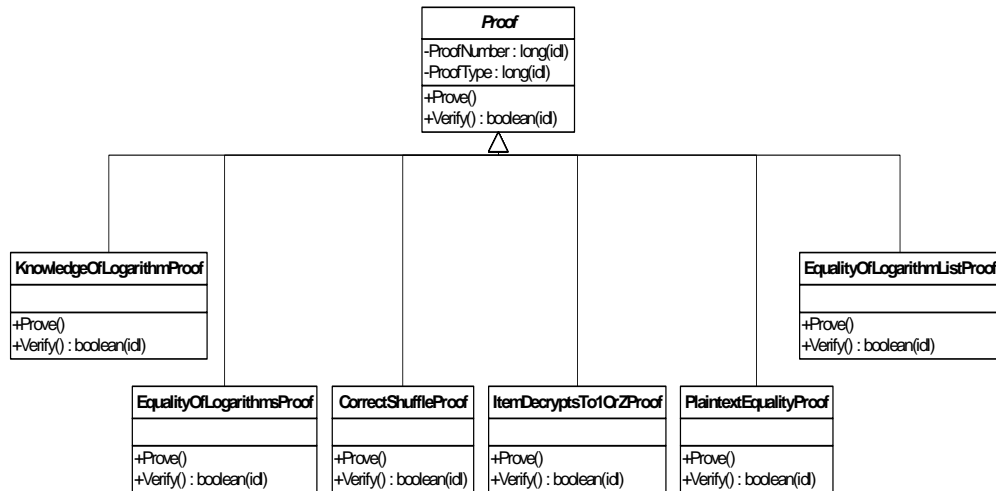 Proof
-ProofNumber : long(idl)
-ProofType : long(idl)
+Prove()
+Verify() : boolean(idl)
KnowledgeOfLogarithmProof
+Prove()
+Verify() : boolean(idl)
EqualityOfLogarithmListProof
+Prove()
+Verify() : boolean(idl)
EqualityOfLogarithmsProof
+Prove()
+Verify() : boolean(idl)
CorrectShuffleProof
+Prove()
+Verify() : boolean(idl)
ItemDecryptsTo1OrZProof
+Prove()
+Verify() : boolean(idl)
PlaintextEqualityProof
+Prove()
+Verify() : boolean(idl)